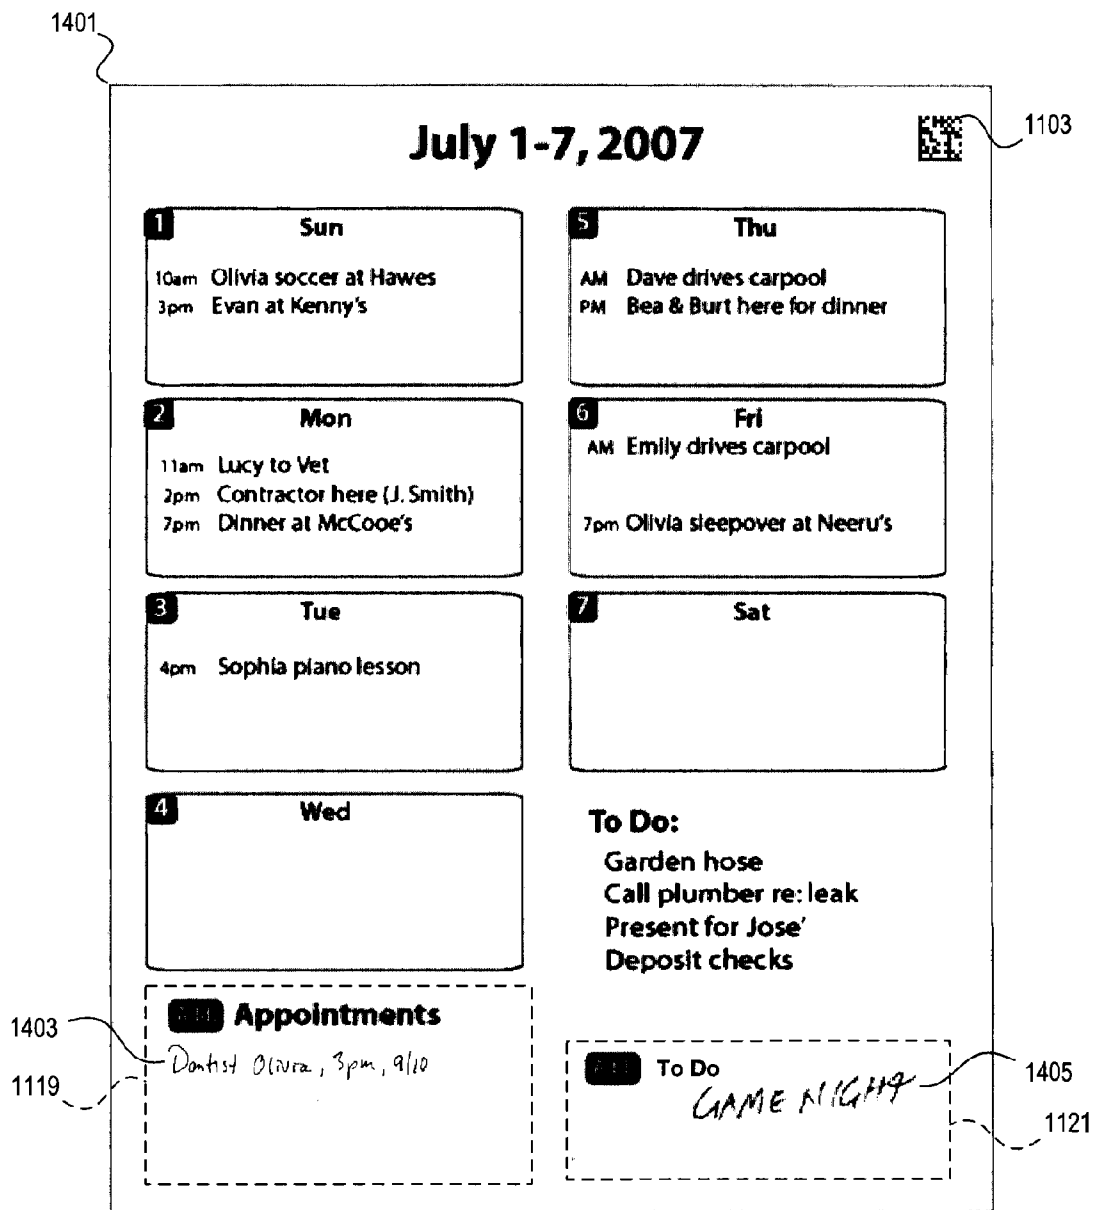 1401
1103
July 1-7, 2007
1 Sun
10am Olivia soccer at Hawes
3pm Evan at Kenny's
2 Mon
11am Lucy to Vet
2pm Contractor here (J. Smith)
7pm Dinner at McCooe's
3 Tue
4pm Sophia piano lesson
4 Wed
5 Thu
AM Dave drives carpool
PM Bea & Burt here for dinner
6 Fri
AM Emily drives carpool
7pm Olivia sleepover at Neeru's
7 Sat
To Do:
Garden hose
Call plumber re: leak
Present for Jose'
Deposit checks
Appointments
1403
Dentist Olivia, 3pm, 9/10
1119
To Do
GAME NIGHT
1405
1121